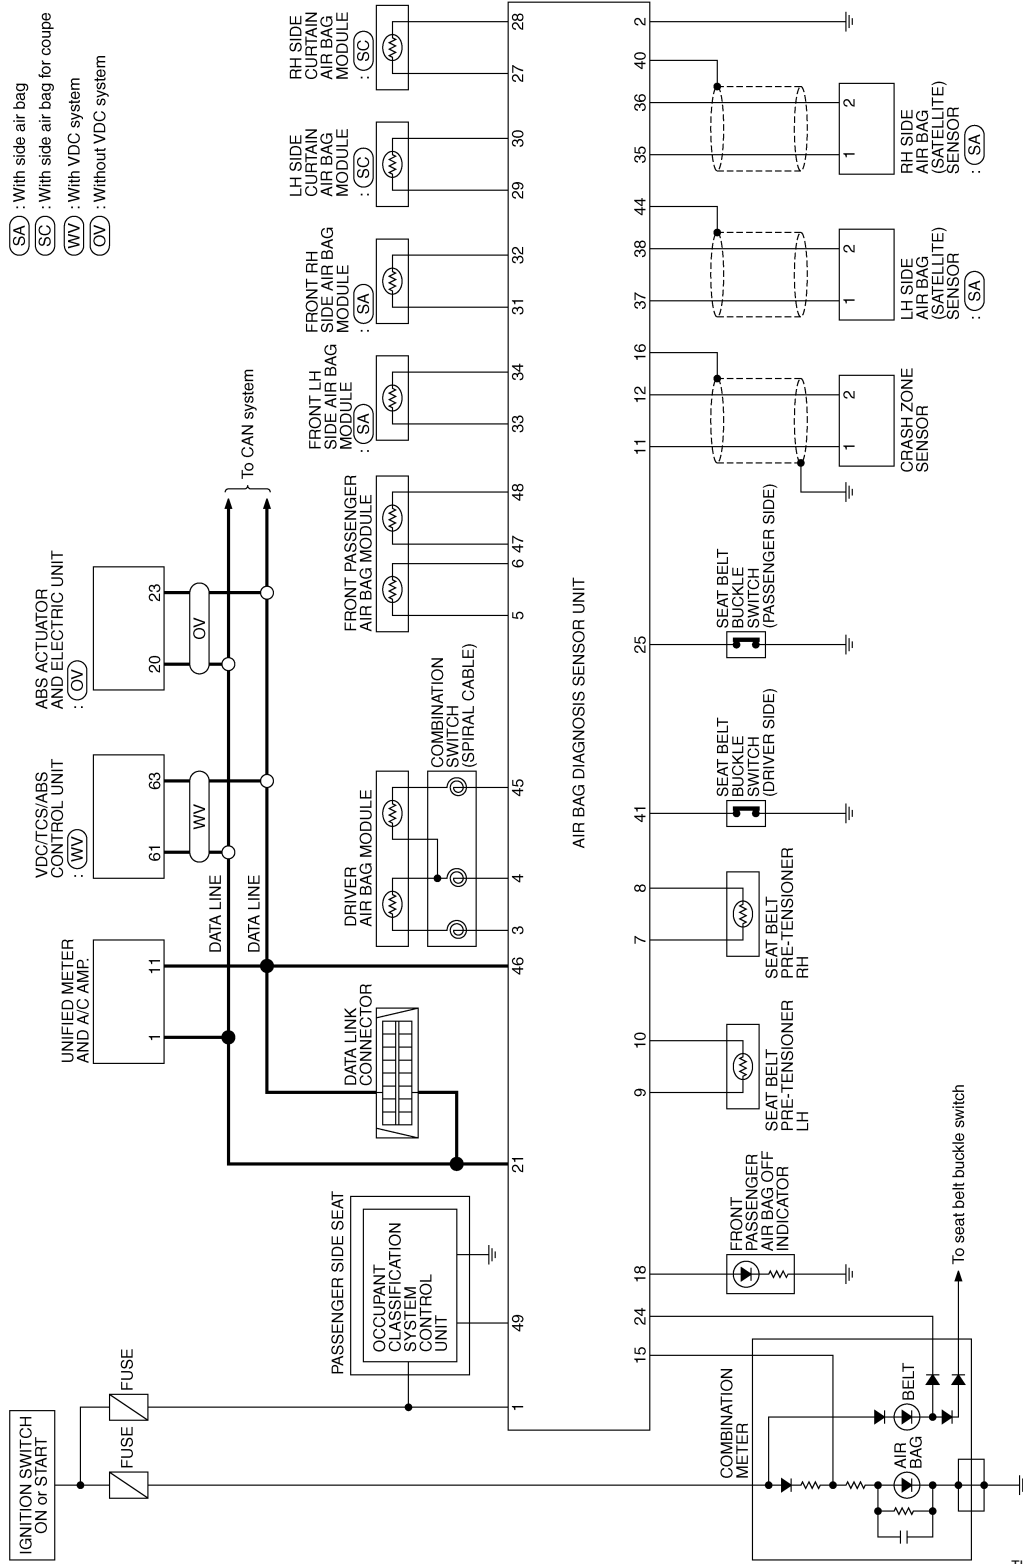 SA : With side air bag
SC : With side air bag for coupe
WV : With VDC system
OV : Without VDC system
IGNITION SWITCH
ON or START
FUSE
FUSE
UNIFIED METER
AND A/C AMP.
1
11
VDC/TCS/ABS
CONTROL UNIT
: WV
61
63
WV
ABS ACTUATOR
AND ELECTRIC UNIT
: OV
20
23
OV
DATA LINE
DATA LINE
To CAN system
PASSENGER SIDE SEAT
OCCUPANT
CLASSIFICATION
SYSTEM
CONTROL
UNIT
DATA LINK
CONNECTOR
DRIVER
AIR BAG MODULE
COMBINATION
SWITCH
(SPIRAL CABLE)
FRONT PASSENGER
AIR BAG MODULE
FRONT LH
SIDE AIR BAG
MODULE
: SA
FRONT RH
SIDE AIR BAG
MODULE
: SA
LH SIDE
CURTAIN
AIR BAG
MODULE
: SC
RH SIDE
CURTAIN
AIR BAG
MODULE
: SC
1
49
21
46
3
4
45
5
6
47
48
33
34
31
32
29
30
27
28
AIR BAG DIAGNOSIS SENSOR UNIT
15
24
18
9
10
7
8
41
25
11
12
16
37
38
44
35
36
40
2
COMBINATION
METER
AIR
BAG
BELT
To seat belt buckle switch
FRONT
PASSENGER
AIR BAG OFF
INDICATOR
SEAT BELT
PRE-TENSIONER
LH
SEAT BELT
PRE-TENSIONER
RH
SEAT BELT
BUCKLE
SWITCH
(DRIVER SIDE)
SEAT BELT
BUCKLE
SWITCH
(PASSENGER SIDE)
1
2
CRASH ZONE
SENSOR
1
2
LH SIDE
AIR BAG
(SATELLITE)
SENSOR
: SA
1
2
RH SIDE
AIR BAG
(SATELLITE)
SENSOR
: SA